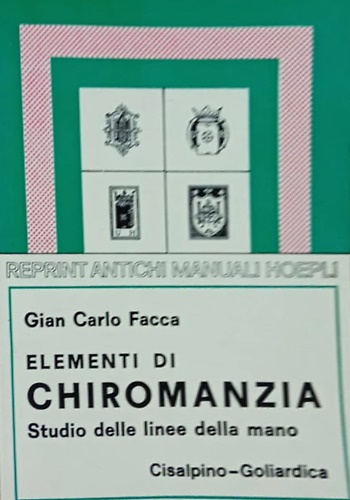 REPRINT ANTICHI MANUALI HOEPLI
Gian Carlo Facca
ELEMENTI DI
CHIROMANZIA
Studio delle linee della mano
Cisalpino-Goliardica